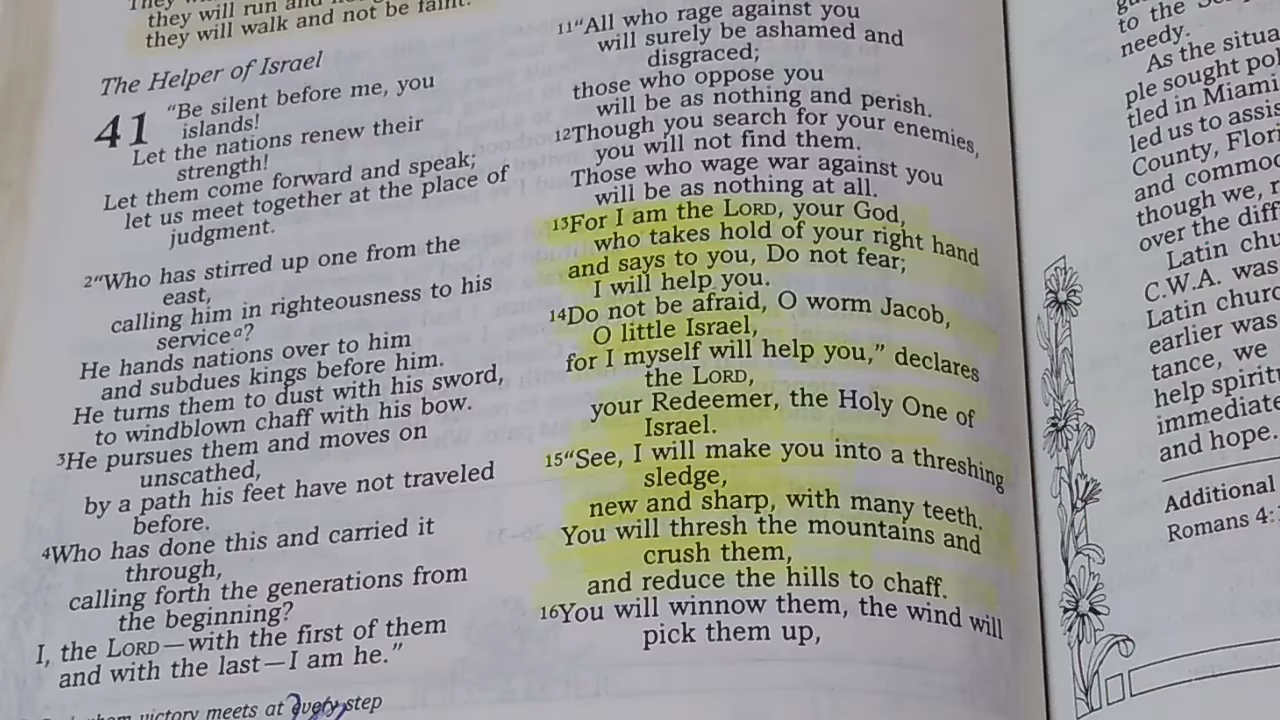 they will run and
they will walk and not be faint.
The Helper of Israel
41 "Be silent before me, you
islands!
Let the nations renew their
strength!
Let them come forward and speak;
let us meet together at the place of
judgment.
2"Who has stirred up one from the
east,
calling him in righteousness to his
serviceᵃ?
He hands nations over to him
and subdues kings before him.
He turns them to dust with his sword,
to windblown chaff with his bow.
3He pursues them and moves on
unscathed,
by a path his feet have not traveled
before.
4Who has done this and carried it
through,
calling forth the generations from
the beginning?
I, the LORD—with the first of them
and with the last—I am he."
victory meets at every step
11"All who rage against you
will surely be ashamed and
disgraced;
those who oppose you
will be as nothing and perish.
12Though you search for your enemies,
you will not find them.
Those who wage war against you
will be as nothing at all.
13For I am the LORD, your God,
who takes hold of your right hand
and says to you, Do not fear;
I will help you.
14Do not be afraid, O worm Jacob,
O little Israel,
for I myself will help you," declares
the LORD,
your Redeemer, the Holy One of
Israel.
15"See, I will make you into a threshing
sledge,
new and sharp, with many teeth.
You will thresh the mountains and
crush them,
and reduce the hills to chaff.
16You will winnow them, the wind will
pick them up,
to the
needy.
As the situa
ple sought pol
tled in Miami
led us to assis
County, Flori
and commod
though we, r
over the diff
Latin chu
C.W.A. was
Latin churc
earlier was
tance, we
help spiritu
immediate
and hope.
Additional
Romans 4: